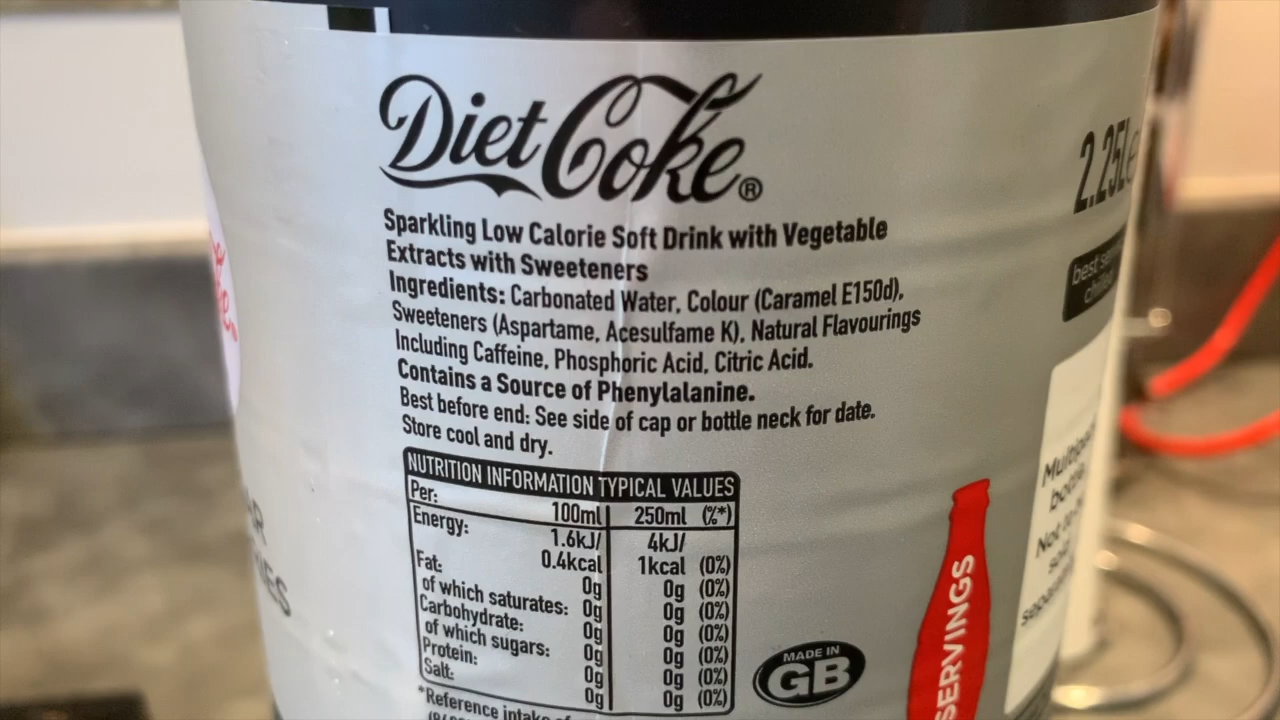 Diet Coke®
Sparkling Low Calorie Soft Drink with Vegetable
Extracts with Sweeteners
Ingredients: Carbonated Water, Colour (Caramel E150d),
Sweeteners (Aspartame, Acesulfame K), Natural Flavourings
Including Caffeine, Phosphoric Acid, Citric Acid.
Contains a Source of Phenylalanine.
Best before end: See side of cap or bottle neck for date.
Store cool and dry.
NUTRITION INFORMATION TYPICAL VALUES
Per: 100ml 250ml (%*)
Energy: 1.6kJ/ 4kJ/
0.4kcal 1kcal (0%)
Fat: 0g 0g (0%)
of which saturates: 0g 0g (0%)
Carbohydrate: 0g 0g (0%)
of which sugars: 0g 0g (0%)
Protein: 0g 0g (0%)
Salt: 0g 0g (0%)
*Reference intake of
MADE IN
GB
SERVINGS
2.25L
best
Not